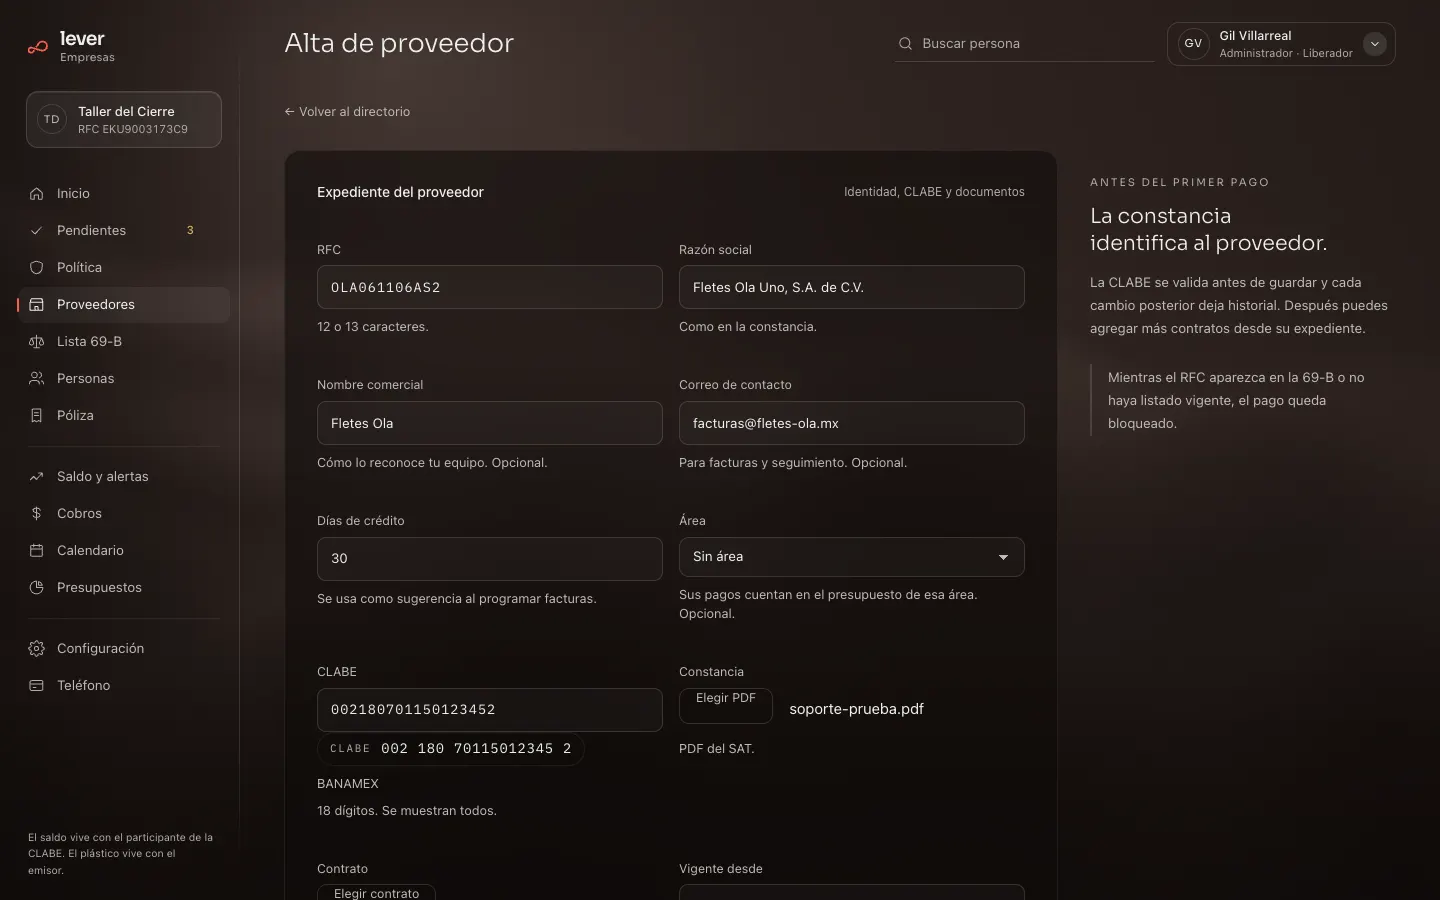 lever
Empresas
TD
Taller del Cierre
RFC EKU9003173C9
Inicio
Pendientes 3
Política
Proveedores
Lista 69-B
Personas
Póliza
Saldo y alertas
Cobros
Calendario
Presupuestos
Configuración
Teléfono
El saldo vive con el participante de la
CLABE. El plástico vive con el
emisor.
Alta de proveedor
Buscar persona
GV
Gil Villarreal
Administrador · Liberador
← Volver al directorio
Expediente del proveedor
Identidad, CLABE y documentos
RFC
OLA061106AS2
12 o 13 caracteres.
Razón social
Fletes Ola Uno, S.A. de C.V.
Como en la constancia.
Nombre comercial
Fletes Ola
Cómo lo reconoce tu equipo. Opcional.
Correo de contacto
facturas@fletes-ola.mx
Para facturas y seguimiento. Opcional.
Días de crédito
30
Se usa como sugerencia al programar facturas.
Área
Sin área
Sus pagos cuentan en el presupuesto de esa área.
Opcional.
CLABE
002180701150123452
CLABE 002 180 70115012345 2
BANAMEX
18 dígitos. Se muestran todos.
Constancia
Elegir PDF
soporte-prueba.pdf
PDF del SAT.
Contrato
Elegir contrato
Vigente desde
ANTES DEL PRIMER PAGO
La constancia
identifica al proveedor.
La CLABE se valida antes de guardar y cada
cambio posterior deja historial. Después puedes
agregar más contratos desde su expediente.
Mientras el RFC aparezca en la 69-B o no
haya listado vigente, el pago queda
bloqueado.